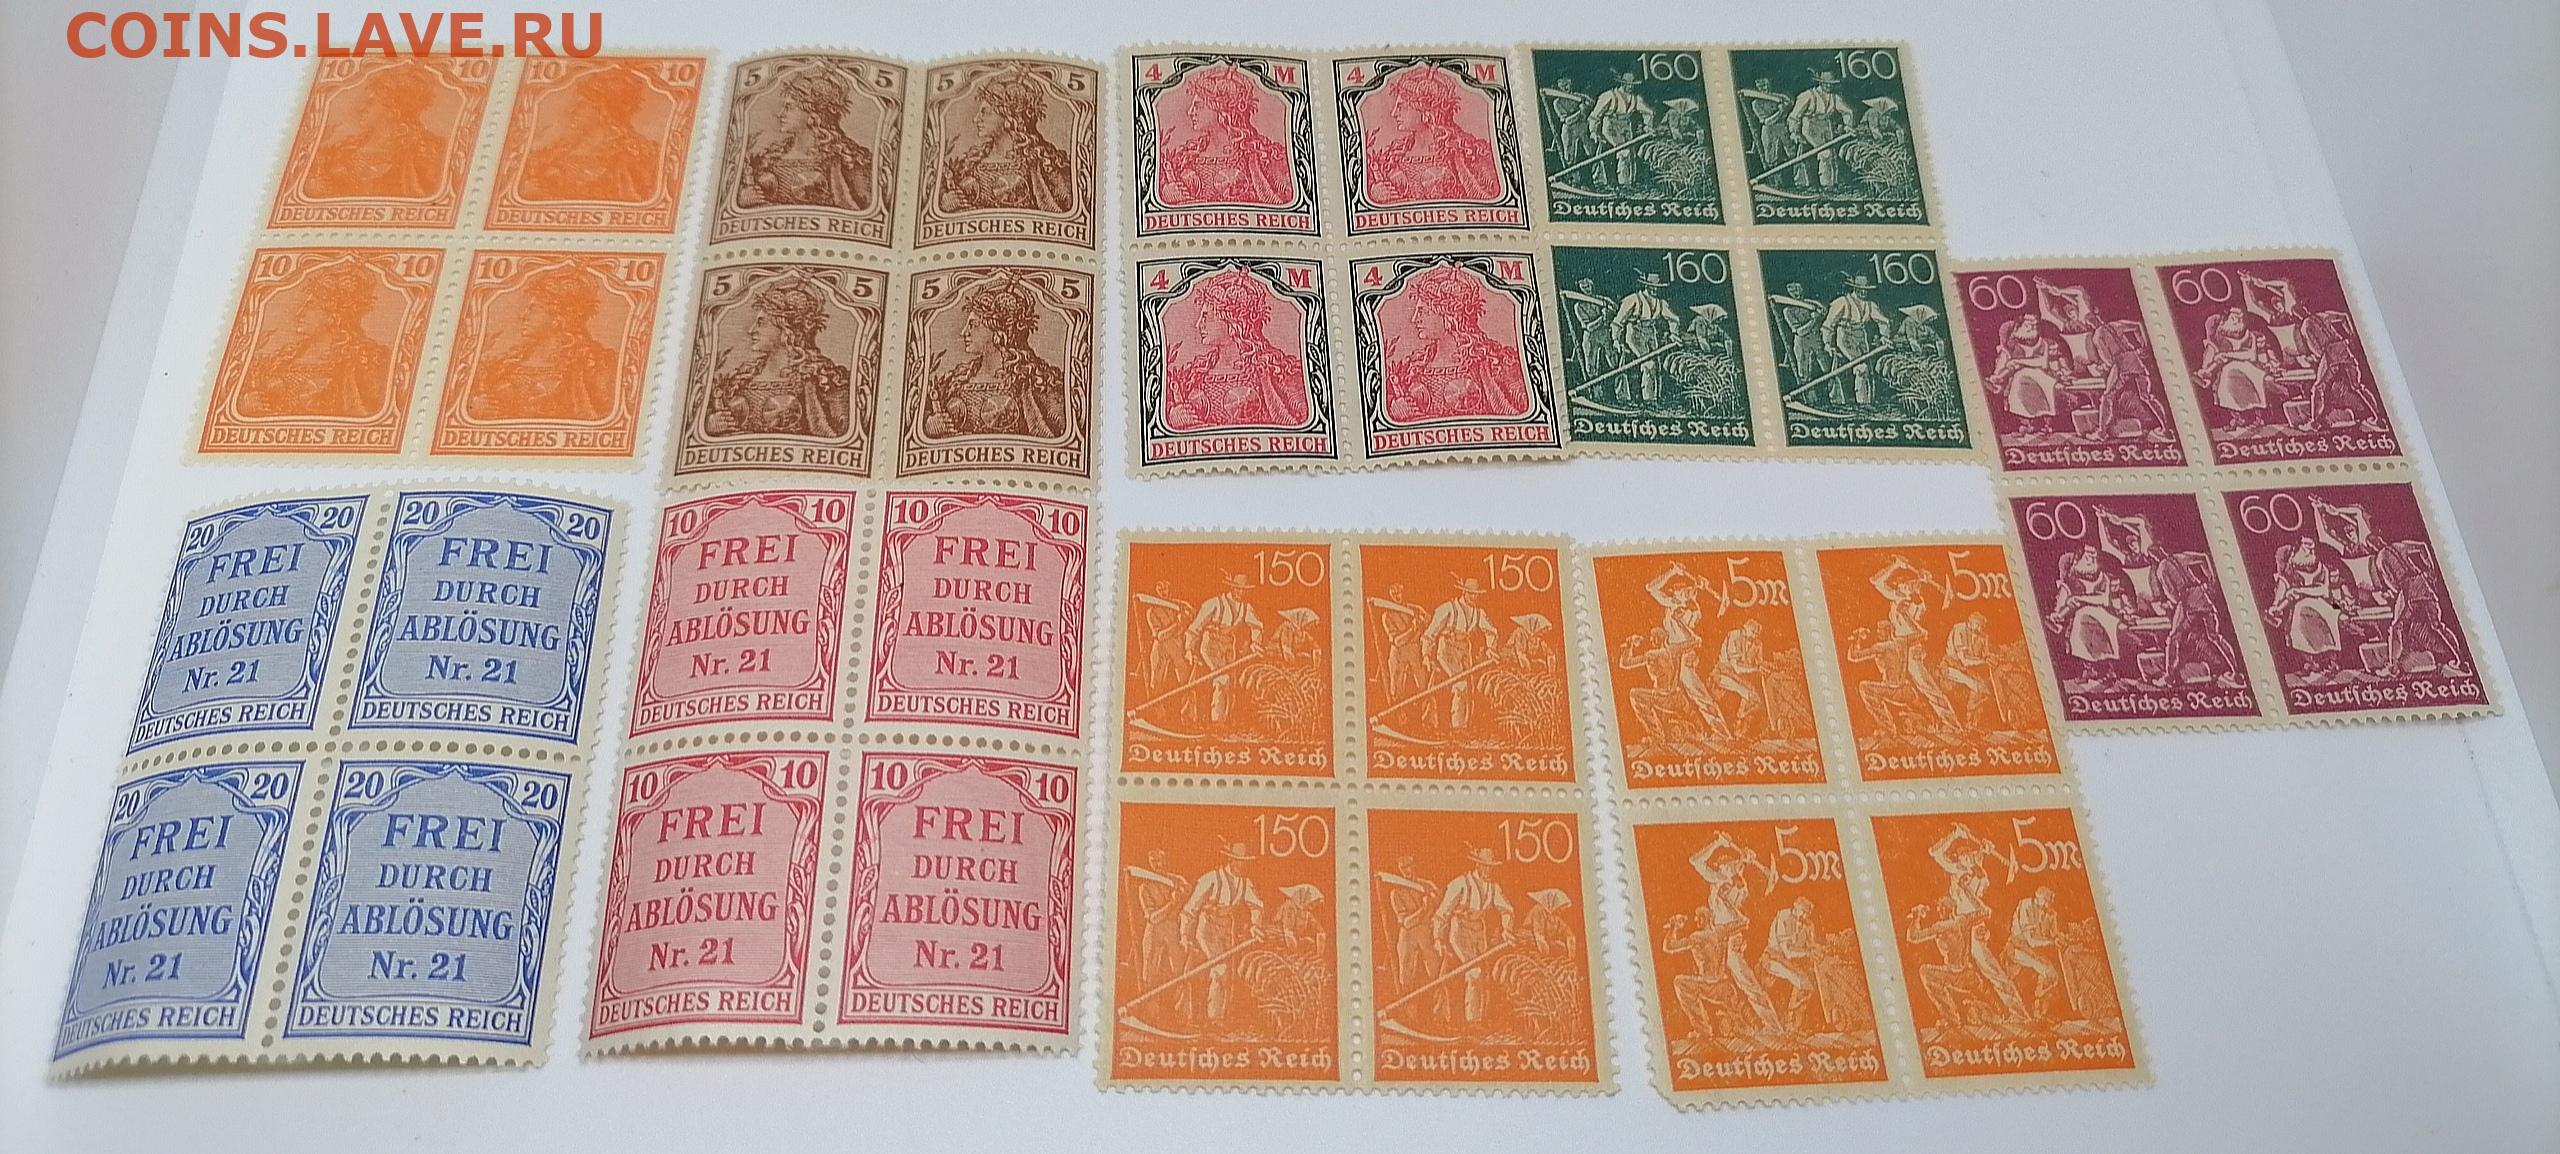 COINS.LAVE.RU
10 10 10 10
DEUTSCHES REICH DEUTSCHES REICH
10 10 10 10
DEUTSCHES REICH DEUTSCHES REICH
5 5 5 5
DEUTSCHES REICH DEUTSCHES REICH
5 5 5 5
DEUTSCHES REICH DEUTSCHES REICH
4 M 4 M
DEUTSCHES REICH DEUTSCHES REICH
4 M 4 M
DEUTSCHES REICH DEUTSCHES REICH
160 160
Deutsches Reich Deutsches Reich
160 160
Deutsches Reich Deutsches Reich
60 60
Deutsches Reich Deutsches Reich
60 60
Deutsches Reich Deutsches Reich
20 20 20 20
FREI FREI
DURCH DURCH
ABLÖSUNG ABLÖSUNG
Nr. 21 Nr. 21
DEUTSCHES REICH DEUTSCHES REICH
20 20 20 20
FREI FREI
DURCH DURCH
ABLÖSUNG ABLÖSUNG
Nr. 21 Nr. 21
DEUTSCHES REICH DEUTSCHES REICH
10 10 10 10
FREI FREI
DURCH DURCH
ABLÖSUNG ABLÖSUNG
Nr. 21 Nr. 21
DEUTSCHES REICH DEUTSCHES REICH
10 10 10 10
FREI FREI
DURCH DURCH
ABLÖSUNG ABLÖSUNG
Nr. 21 Nr. 21
DEUTSCHES REICH DEUTSCHES REICH
150 150
Deutsches Reich Deutsches Reich
150 150
Deutsches Reich Deutsches Reich
5m 5m
Deutsches Reich Deutsches Reich
5m 5m
Deutsches Reich Deutsches Reich